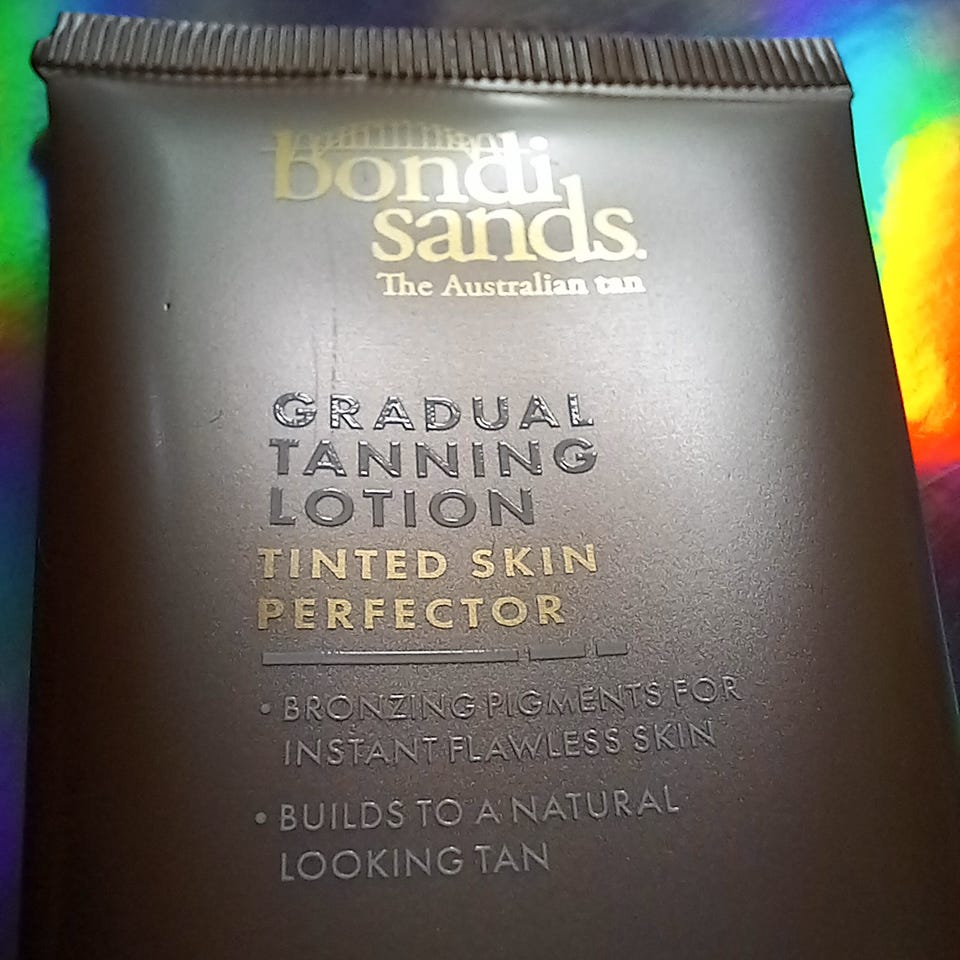 bondi
sands.
The Australian tan
GRADUAL
TANNING
LOTION
TINTED SKIN
PERFECTOR
• BRONZING PIGMENTS FOR
INSTANT FLAWLESS SKIN
• BUILDS TO A NATURAL
LOOKING TAN